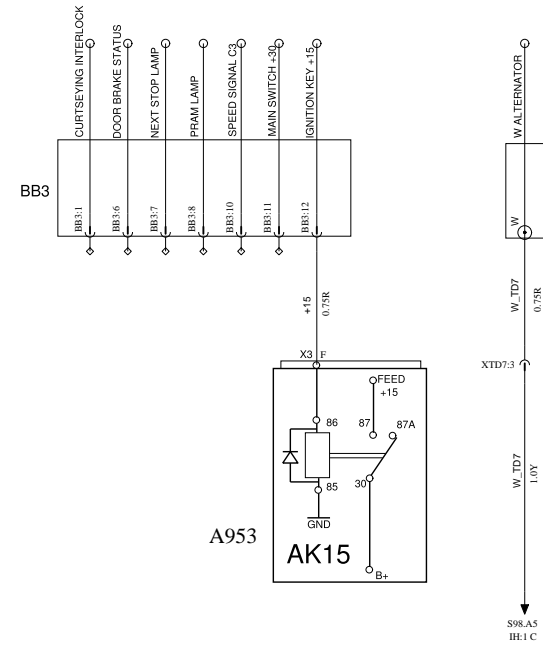 CURTSEYING INTERLOCK
DOOR BRAKE STATUS
NEXT STOP LAMP
PRAM LAMP
SPEED SIGNAL C3
MAIN SWITCH +30
IGNITION KEY +15
W ALTERNATOR
BB3
BB3:1
BB3:6
BB3:7
BB3:8
BB3:10
BB3:11
BB3:12
W
+15
0.75R
W_TD7
0.75R
X3 F
XTD7:3
FEED
+15
86
87
87A
85
30
GND
B+
A953
AK15
W_TD7
1.0Y
S98.A5
IH:1 C